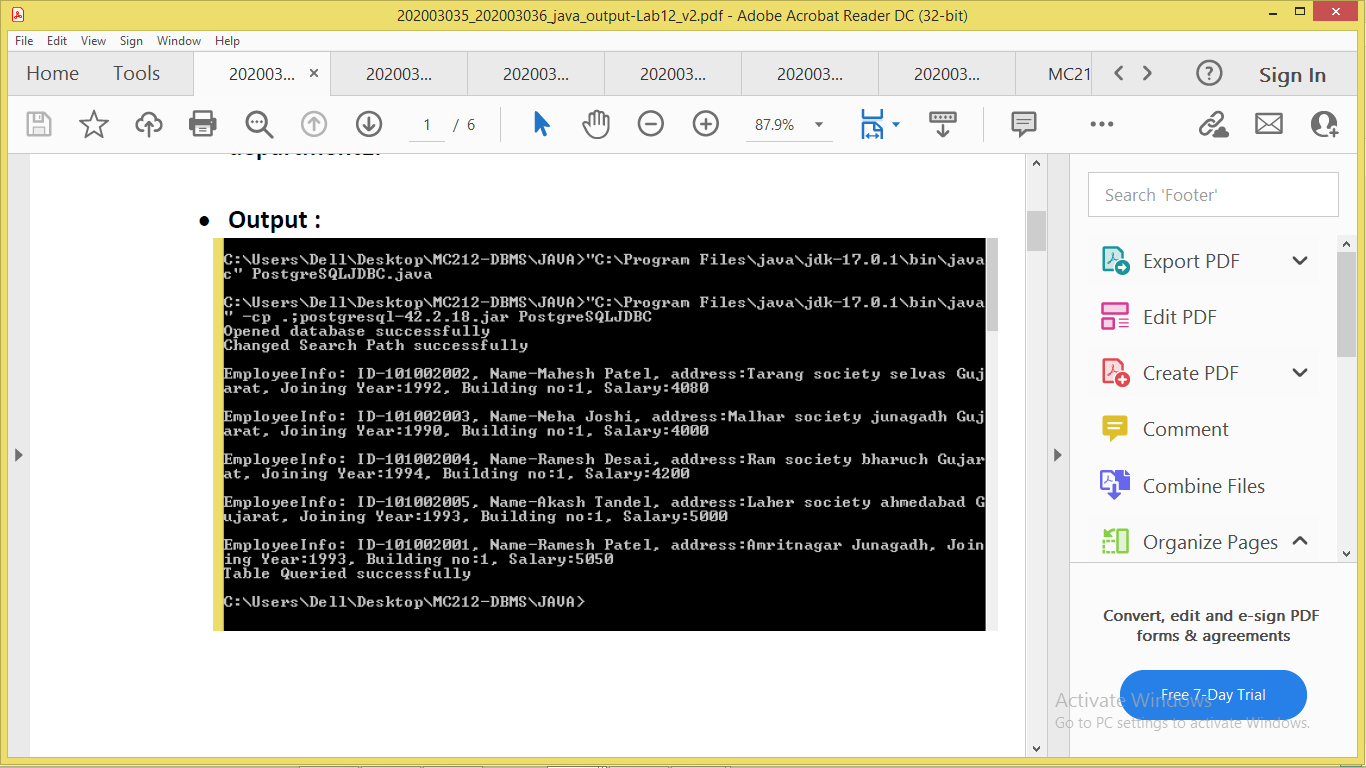 202003035_202003036_java_output-Lab12_v2.pdf - Adobe Acrobat Reader DC (32-bit)
File Edit View Sign Window Help
Home Tools 202003... × 202003... 202003... 202003... 202003... 202003... MC21 Sign In
1 / 6 87.9%
Output :
C:\Users\Dell\Desktop\MC212-DBMS\JAVA>"C:\Program Files\java\jdk-17.0.1\bin\java
c" PostgreSQLJDBC.java
C:\Users\Dell\Desktop\MC212-DBMS\JAVA>"C:\Program Files\java\jdk-17.0.1\bin\java
" -cp .;postgresql-42.2.18.jar PostgreSQLJDBC
Opened database successfully
Changed Search Path successfully
EmployeeInfo: ID-101002002, Name-Mahesh Patel, address:Tarang society selvas Guj
arat, Joining Year:1992, Building no:1, Salary:4080
EmployeeInfo: ID-101002003, Name-Neha Joshi, address:Malhar society junagadh Guj
arat, Joining Year:1990, Building no:1, Salary:4000
EmployeeInfo: ID-101002004, Name-Ramesh Desai, address:Ram society bharuch Gujar
at, Joining Year:1994, Building no:1, Salary:4200
EmployeeInfo: ID-101002005, Name-Akash Tandel, address:Laher society ahmedabad G
ujarat, Joining Year:1993, Building no:1, Salary:5000
EmployeeInfo: ID-101002001, Name-Ramesh Patel, address:Amritnagar Junagadh, Join
ing Year:1993, Building no:1, Salary:5050
Table Queried successfully
C:\Users\Dell\Desktop\MC212-DBMS\JAVA>
Search 'Footer'
Export PDF
Edit PDF
Create PDF
Comment
Combine Files
Organize Pages
Convert, edit and e-sign PDF
forms & agreements
Free 7-Day Trial
Activate Windows
Go to PC settings to activate Windows.